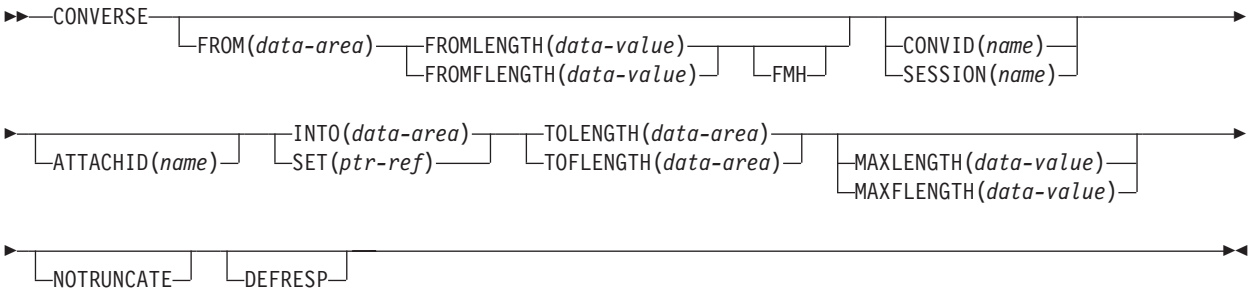 CONVERSE
FROM(data-area) FROMLENGTH(data-value) CONVID(name)
FROMFLENGTH(data-value) FMH SESSION(name)
INTO(data-area) TOLENGTH(data-area)
ATTACHID(name) SET(ptr-ref) TOFLENGTH(data-area) MAXLENGTH(data-value)
MAXFLENGTH(data-value)
NOTRUNCATE DEFRESP